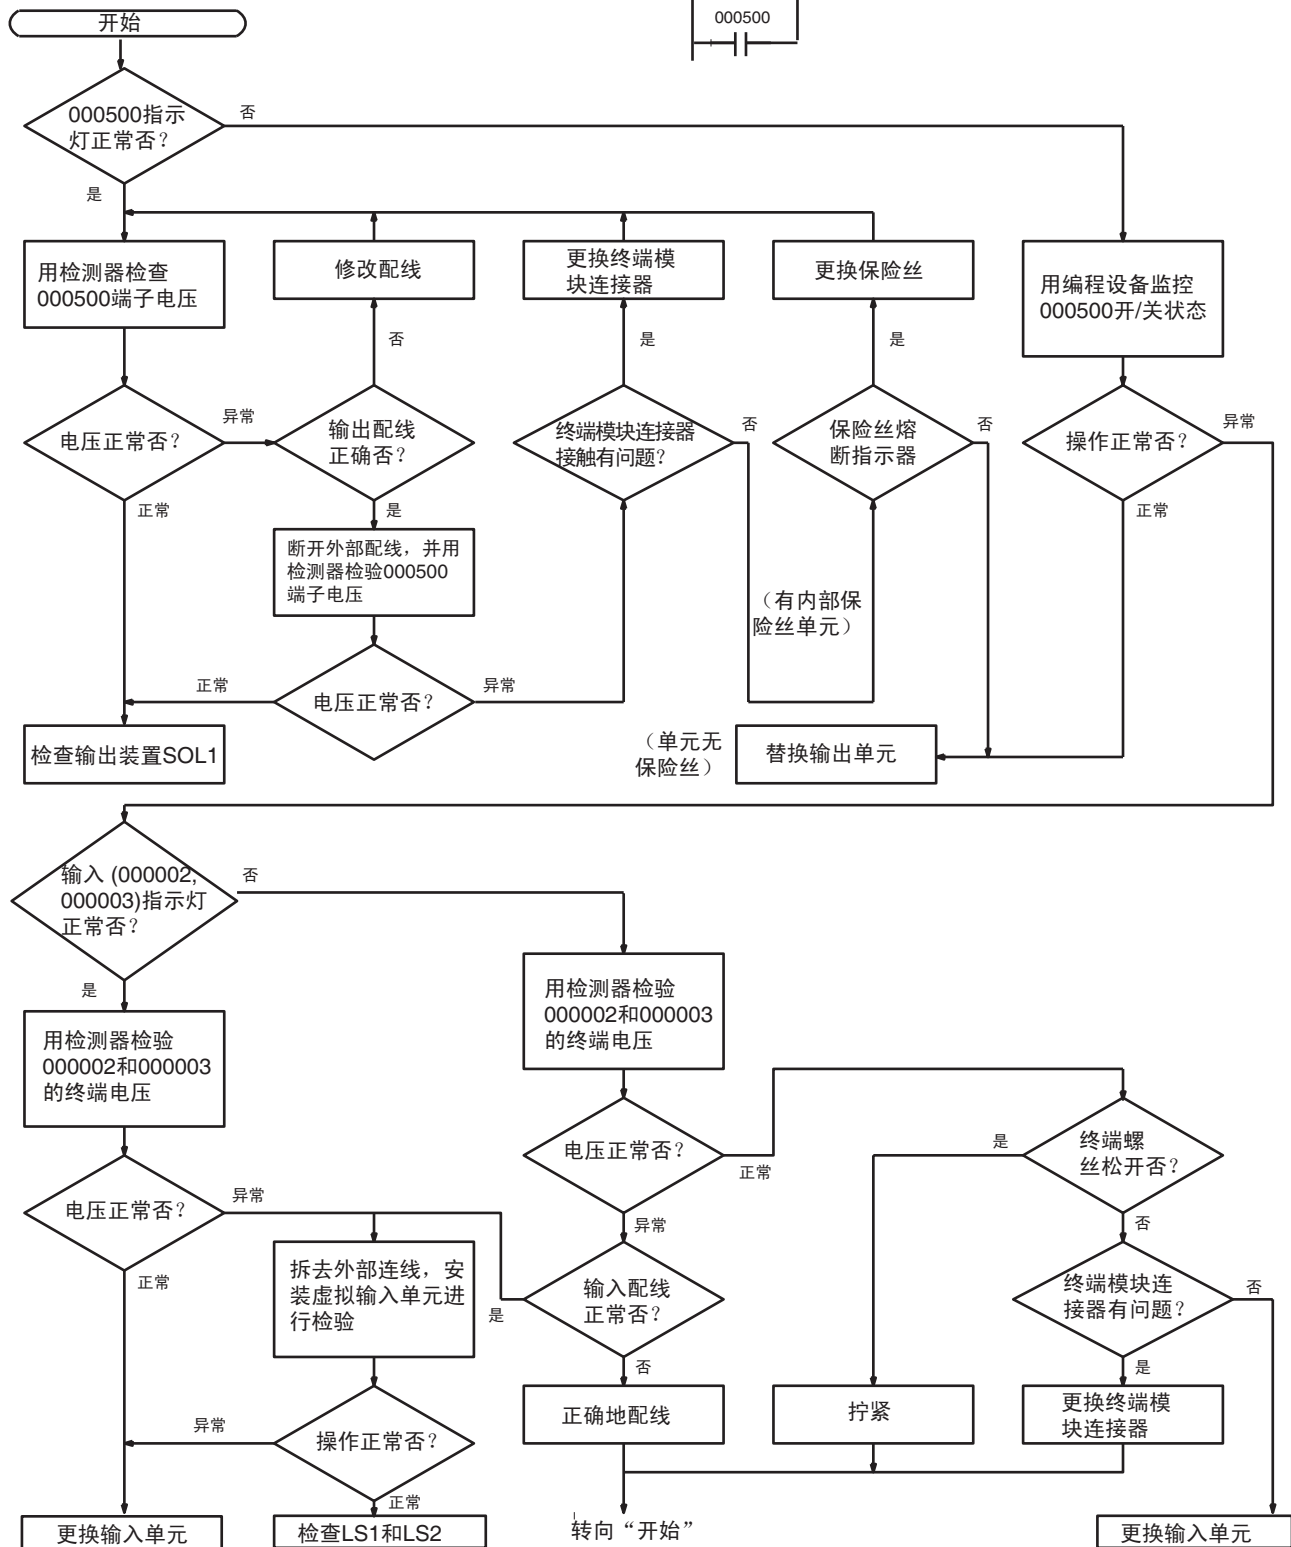 开始
000500
000500指示
灯正常否？
否
是
用检测器检查
000500端子电压
修改配线
更换终端模
块连接器
更换保险丝
用编程设备监控
000500开/关状态
否
是
是
电压正常否？
异常
输出配线
正确否？
终端模块连接器
接触有问题？
否
保险丝熔
断指示器
否
操作正常否？
异常
正常
是
正常
断开外部配线，并用
检测器检验000500
端子电压
（有内部保
险丝单元）
正常
电压正常否？
异常
检查输出装置SOL1
（单元无
保险丝）
替换输出单元
输入 (000002,
000003)指示灯
正常否？
否
是
用检测器检验
000002和000003
的终端电压
用检测器检验
000002和000003
的终端电压
电压正常否？
正常
是
终端螺
丝松开否？
电压正常否？
异常
异常
否
正常
拆去外部连线，安
装虚拟输入单元进
行检验
是
输入配线
正常否？
终端模块连
接器有问题？
否
否
是
正确地配线
拧紧
更换终端模
块连接器
异常
操作正常否？
正常
更换输入单元
检查LS1和LS2
转向“开始”
更换输入单元